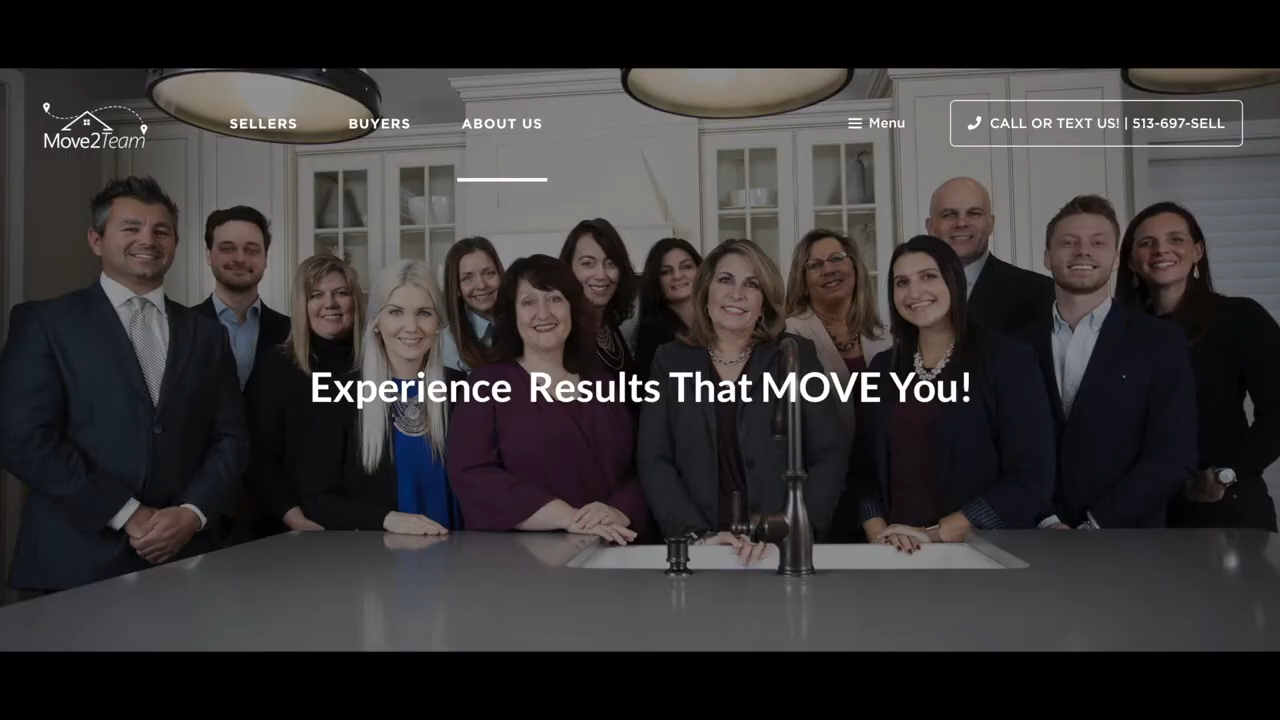 Move2Team
SELLERS
BUYERS
ABOUT US
Menu
CALL OR TEXT US! | 513-697-SELL
Experience Results That MOVE You!